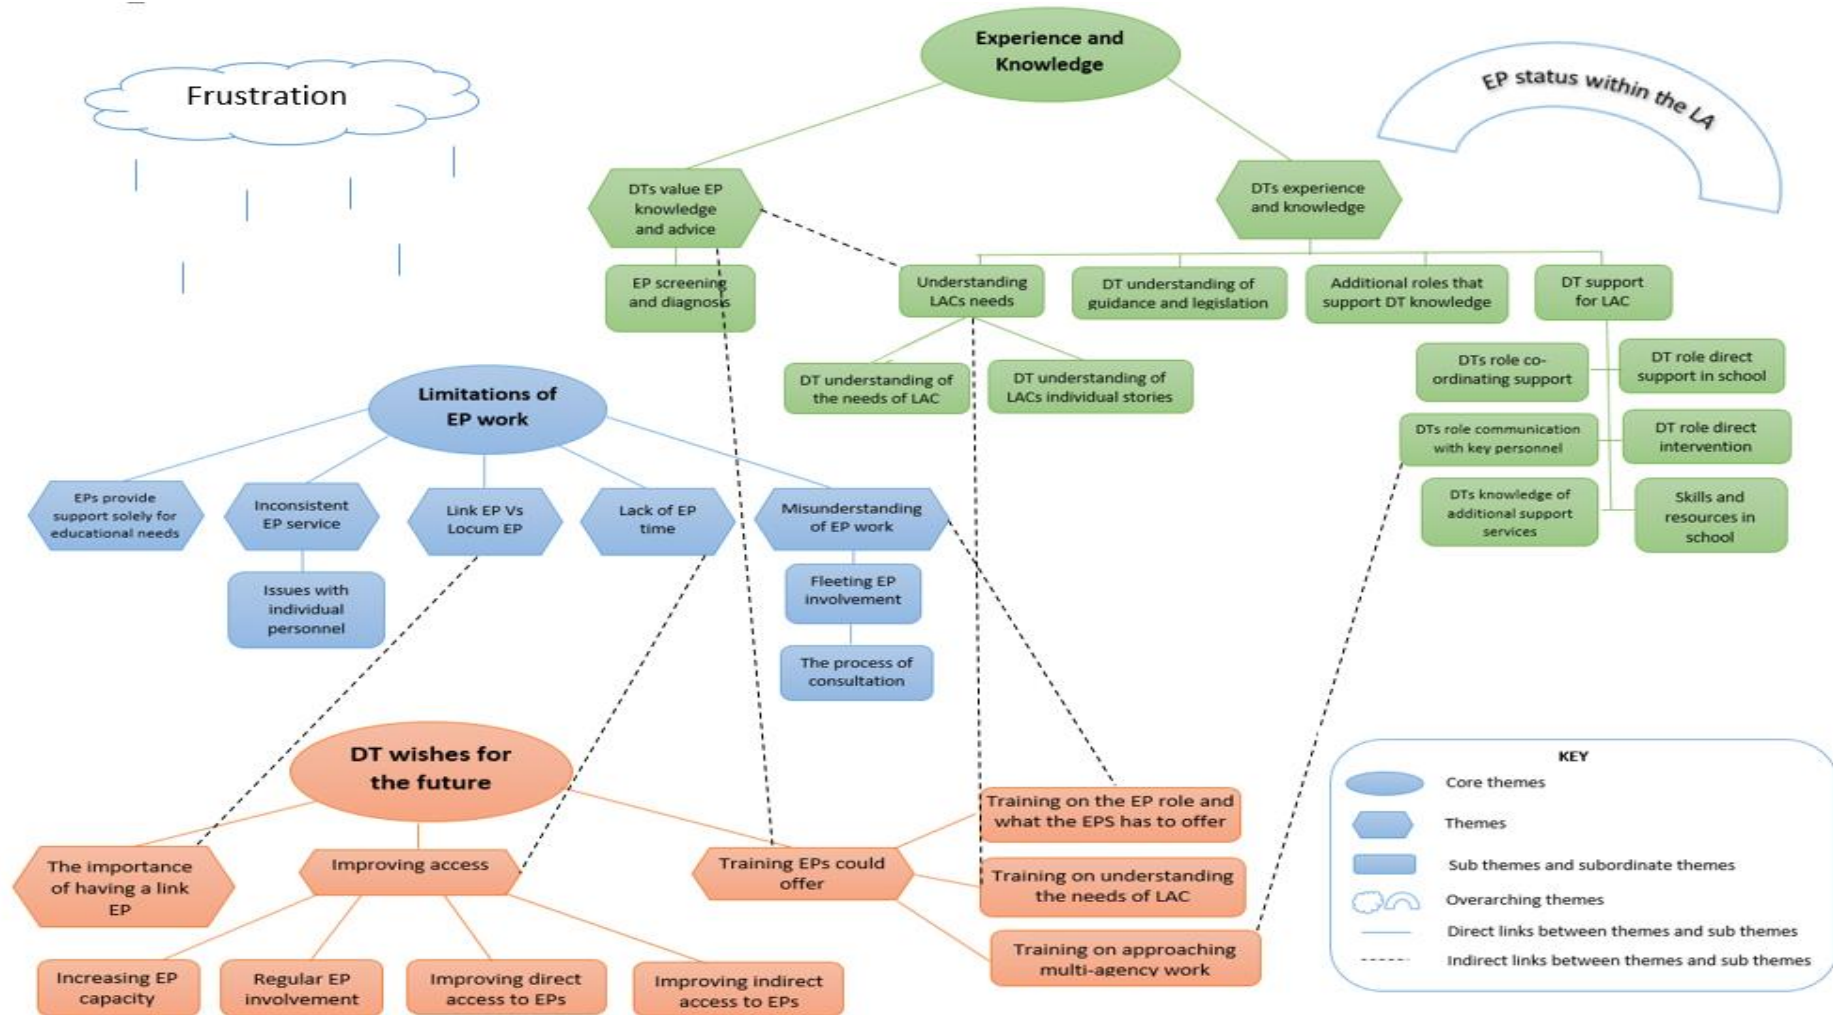 Frustration
Experience and
Knowledge
EP status within the LA
DTs value EP
knowledge
and advice
DTs experience
and knowledge
EP screening
and diagnosis
Understanding
LACs needs
DT understanding of
guidance and legislation
Additional roles that
support DT knowledge
DT support
for LAC
DT understanding of
the needs of LAC
DT understanding of
LACs individual stories
DTs role co-
ordinating support
DT role direct
support in school
DTs role communication
with key personnel
DT role direct
intervention
DTs knowledge of
additional support
services
Skills and
resources in
school
Limitations of
EP work
EPs provide
support solely for
educational needs
Inconsistent
EP service
Link EP Vs
Locum EP
Lack of EP
time
Misunderstanding
of EP work
Issues with
individual
personnel
Fleeting EP
involvement
The process of
consultation
DT wishes for
the future
The importance
of having a link
EP
Improving access
Training EPs could
offer
Training on the EP role and
what the EPS has to offer
Training on understanding
the needs of LAC
Training on approaching
multi-agency work
Increasing EP
capacity
Regular EP
involvement
Improving direct
access to EPs
Improving indirect
access to EPs
KEY
Core themes
Themes
Sub themes and subordinate themes
Overarching themes
Direct links between themes and sub themes
Indirect links between themes and sub themes